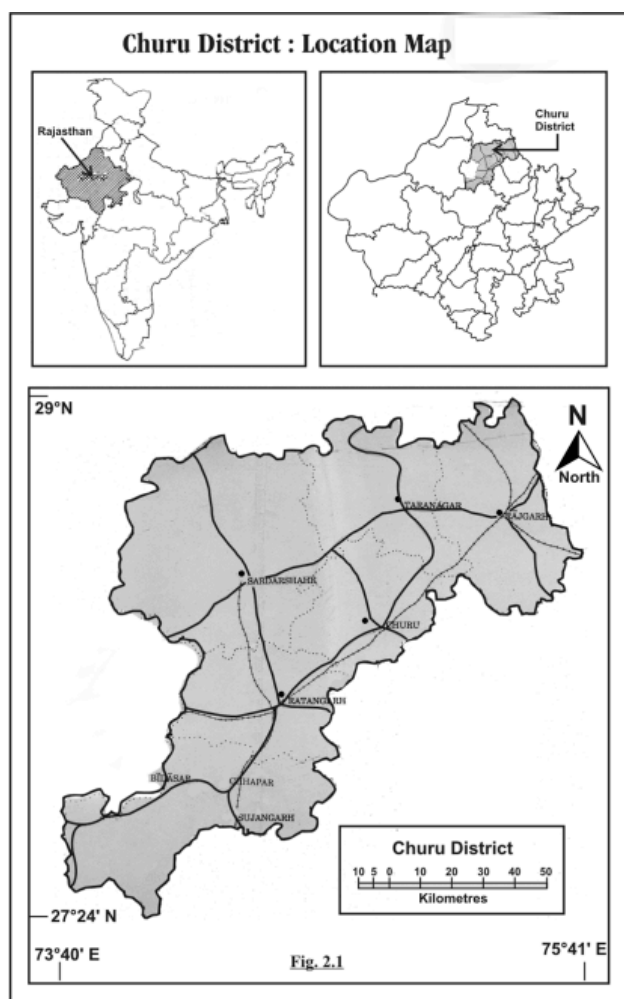 Churu District : Location Map
Rajasthan
Churu
District
29°N
N
North
TARANAGAR
RAJGARH
SARDARSHAHR
CHURU
RATANGARH
BIDASAR
CHHAPAR
SUJANGARH
Churu District
10 5 0 10 20 30 40 50
Kilometres
27°24' N
73°40' E
Fig. 2.1
75°41' E